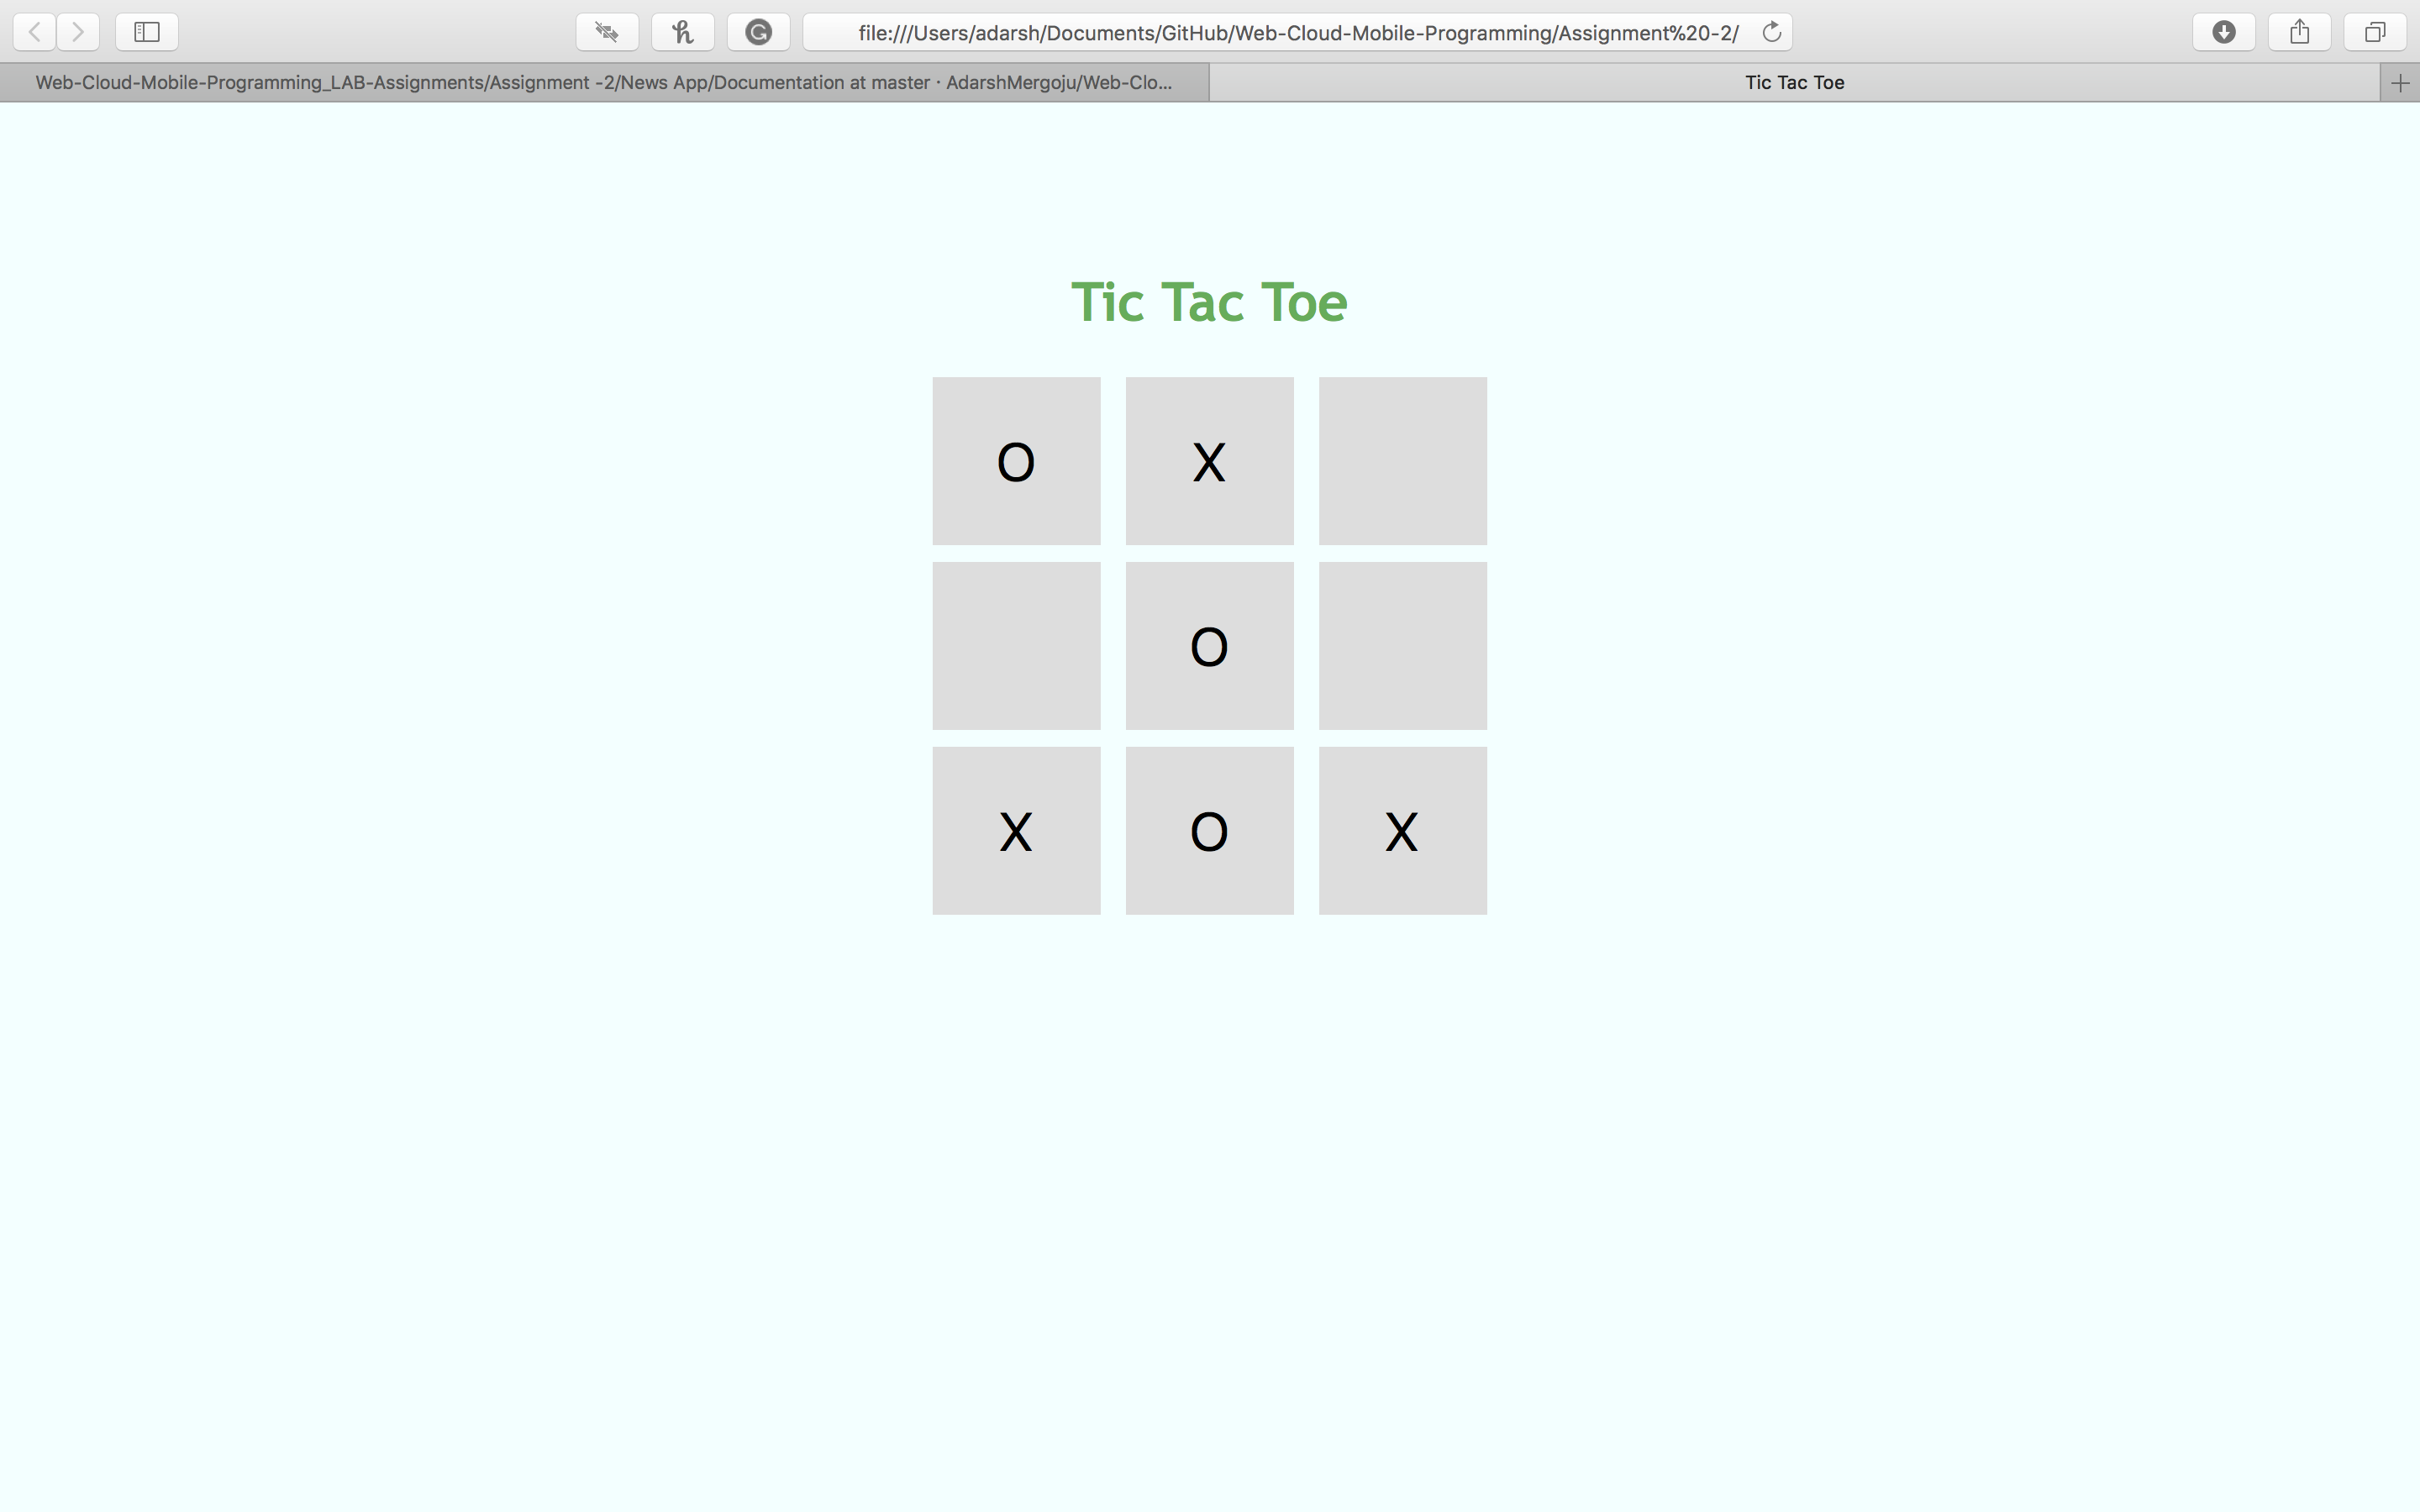 file:///Users/adarsh/Documents/GitHub/Web-Cloud-Mobile-Programming/Assignment%20-2/
Web-Cloud-Mobile-Programming_LAB-Assignments/Assignment -2/News App/Documentation at master · AdarshMergoju/Web-Clo...
Tic Tac Toe
Tic Tac Toe
O X
O
X O X